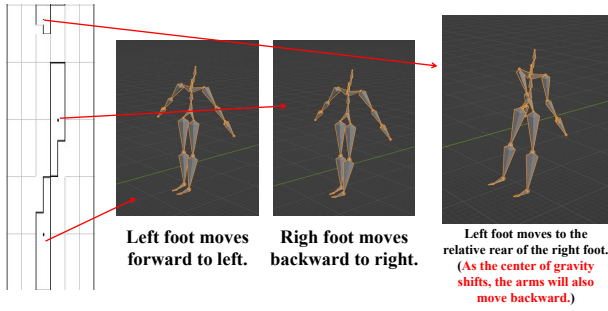 Left foot moves
forward to left.
Righ foot moves
backward to right.
Left foot moves to the
relative rear of the right foot.
(As the center of gravity
shifts, the arms will also
move backward.)